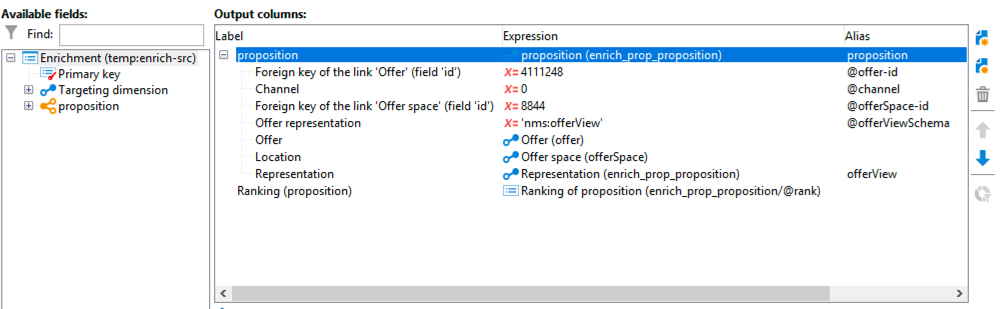 Available fields:
Find:
Enrichment (temp:enrich-src)
Primary key
Targeting dimension
proposition
Output columns:
Label Expression Alias
proposition proposition (enrich_prop_proposition) proposition
Foreign key of the link 'Offer' (field 'id') X= 4111248 @offer-id
Channel X= 0 @channel
Foreign key of the link 'Offer space' (field 'id') X= 8844 @offerSpace-id
Offer representation X= 'nms:offerView' @offerViewSchema
Offer Offer (offer)
Location Offer space (offerSpace)
Representation Representation (enrich_prop_proposition) offerView
Ranking (proposition) Ranking of proposition (enrich_prop_proposition/@rank)